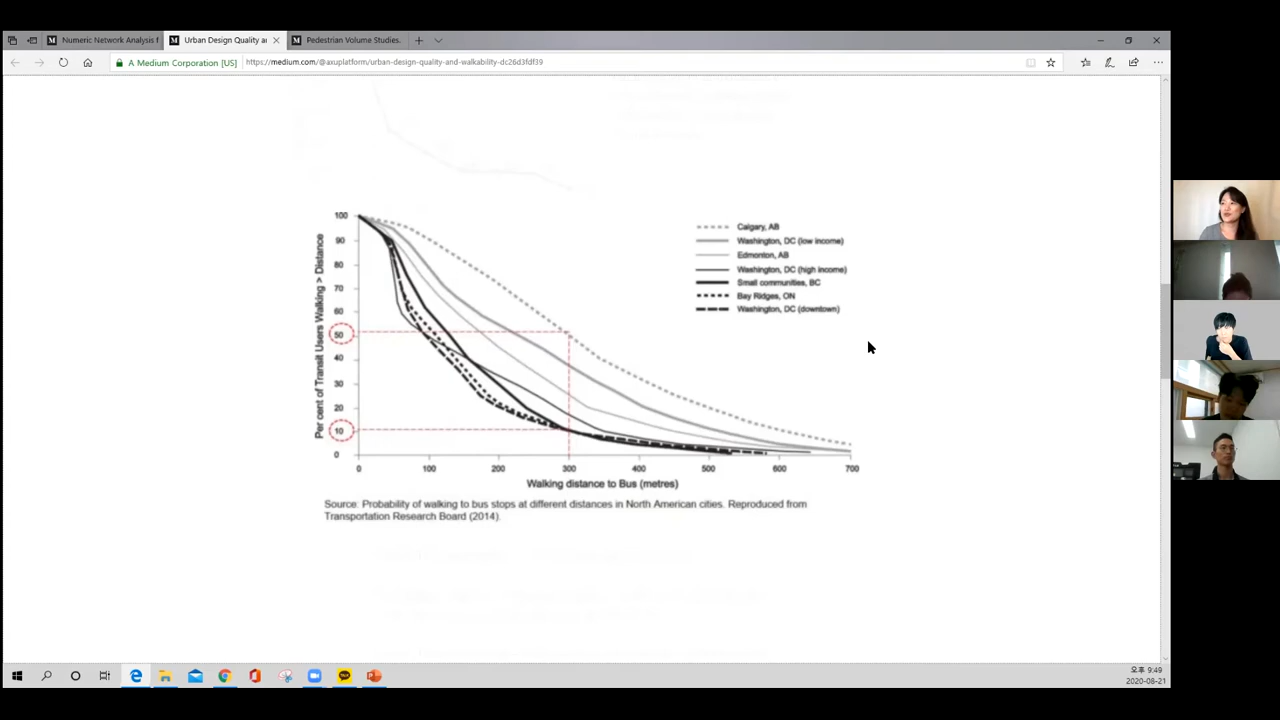 Numeric Network Analysis f
Urban Design Quality ar
Pedestrian Volume Studies.
A Medium Corporation [US]
https://medium.com/@axuplatform/urban-design-quality-and-walkability-dc26d3fdf39
Per cent of Transit Users Walking > Distance
100
90
80
70
60
50
40
30
20
10
0
Calgary, AB
Washington, DC (low income)
Edmonton, AB
Washington, DC (high income)
Small communities, BC
Bay Ridges, ON
Washington, DC (downtown)
0 100 200 300 400 500 600 700
Walking distance to Bus (metres)
Source: Probability of walking to bus stops at different distances in North American cities. Reproduced from
Transportation Research Board (2014).
오후 9:49
2020-08-21